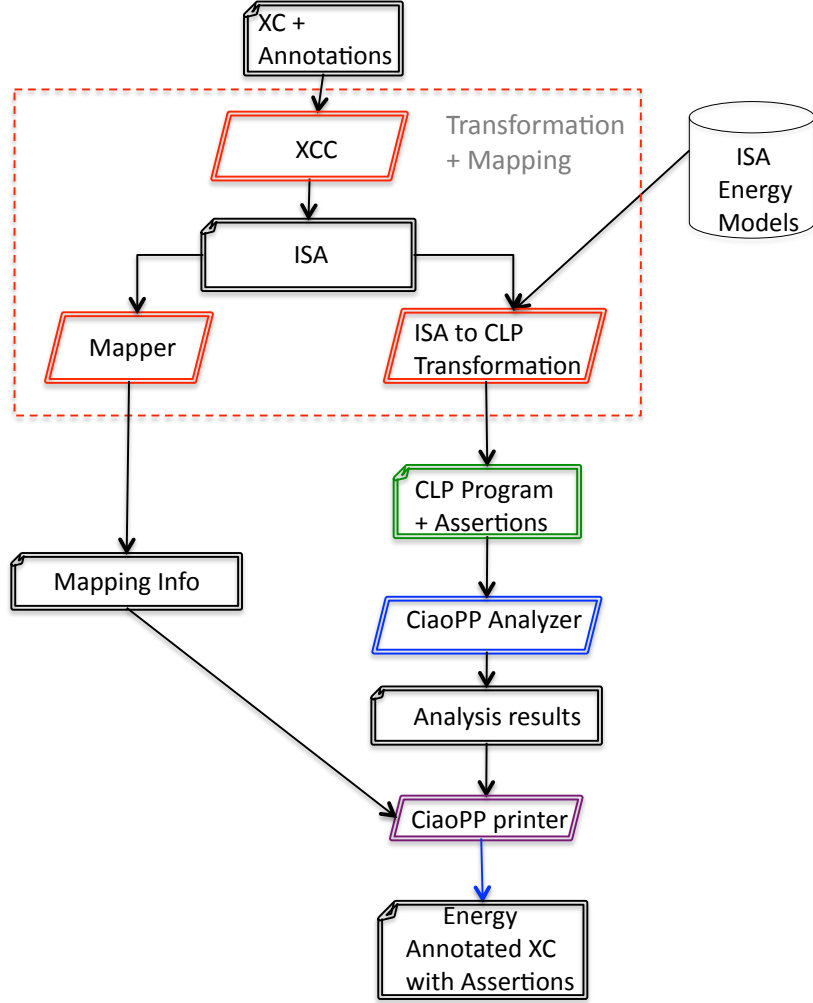 XC +
Annotations
Transformation
+ Mapping
XCC
ISA
Energy
Models
ISA
Mapper
ISA to CLP
Transformation
CLP Program
+ Assertions
Mapping Info
CiaoPP Analyzer
Analysis results
CiaoPP printer
Energy
Annotated XC
with Assertions